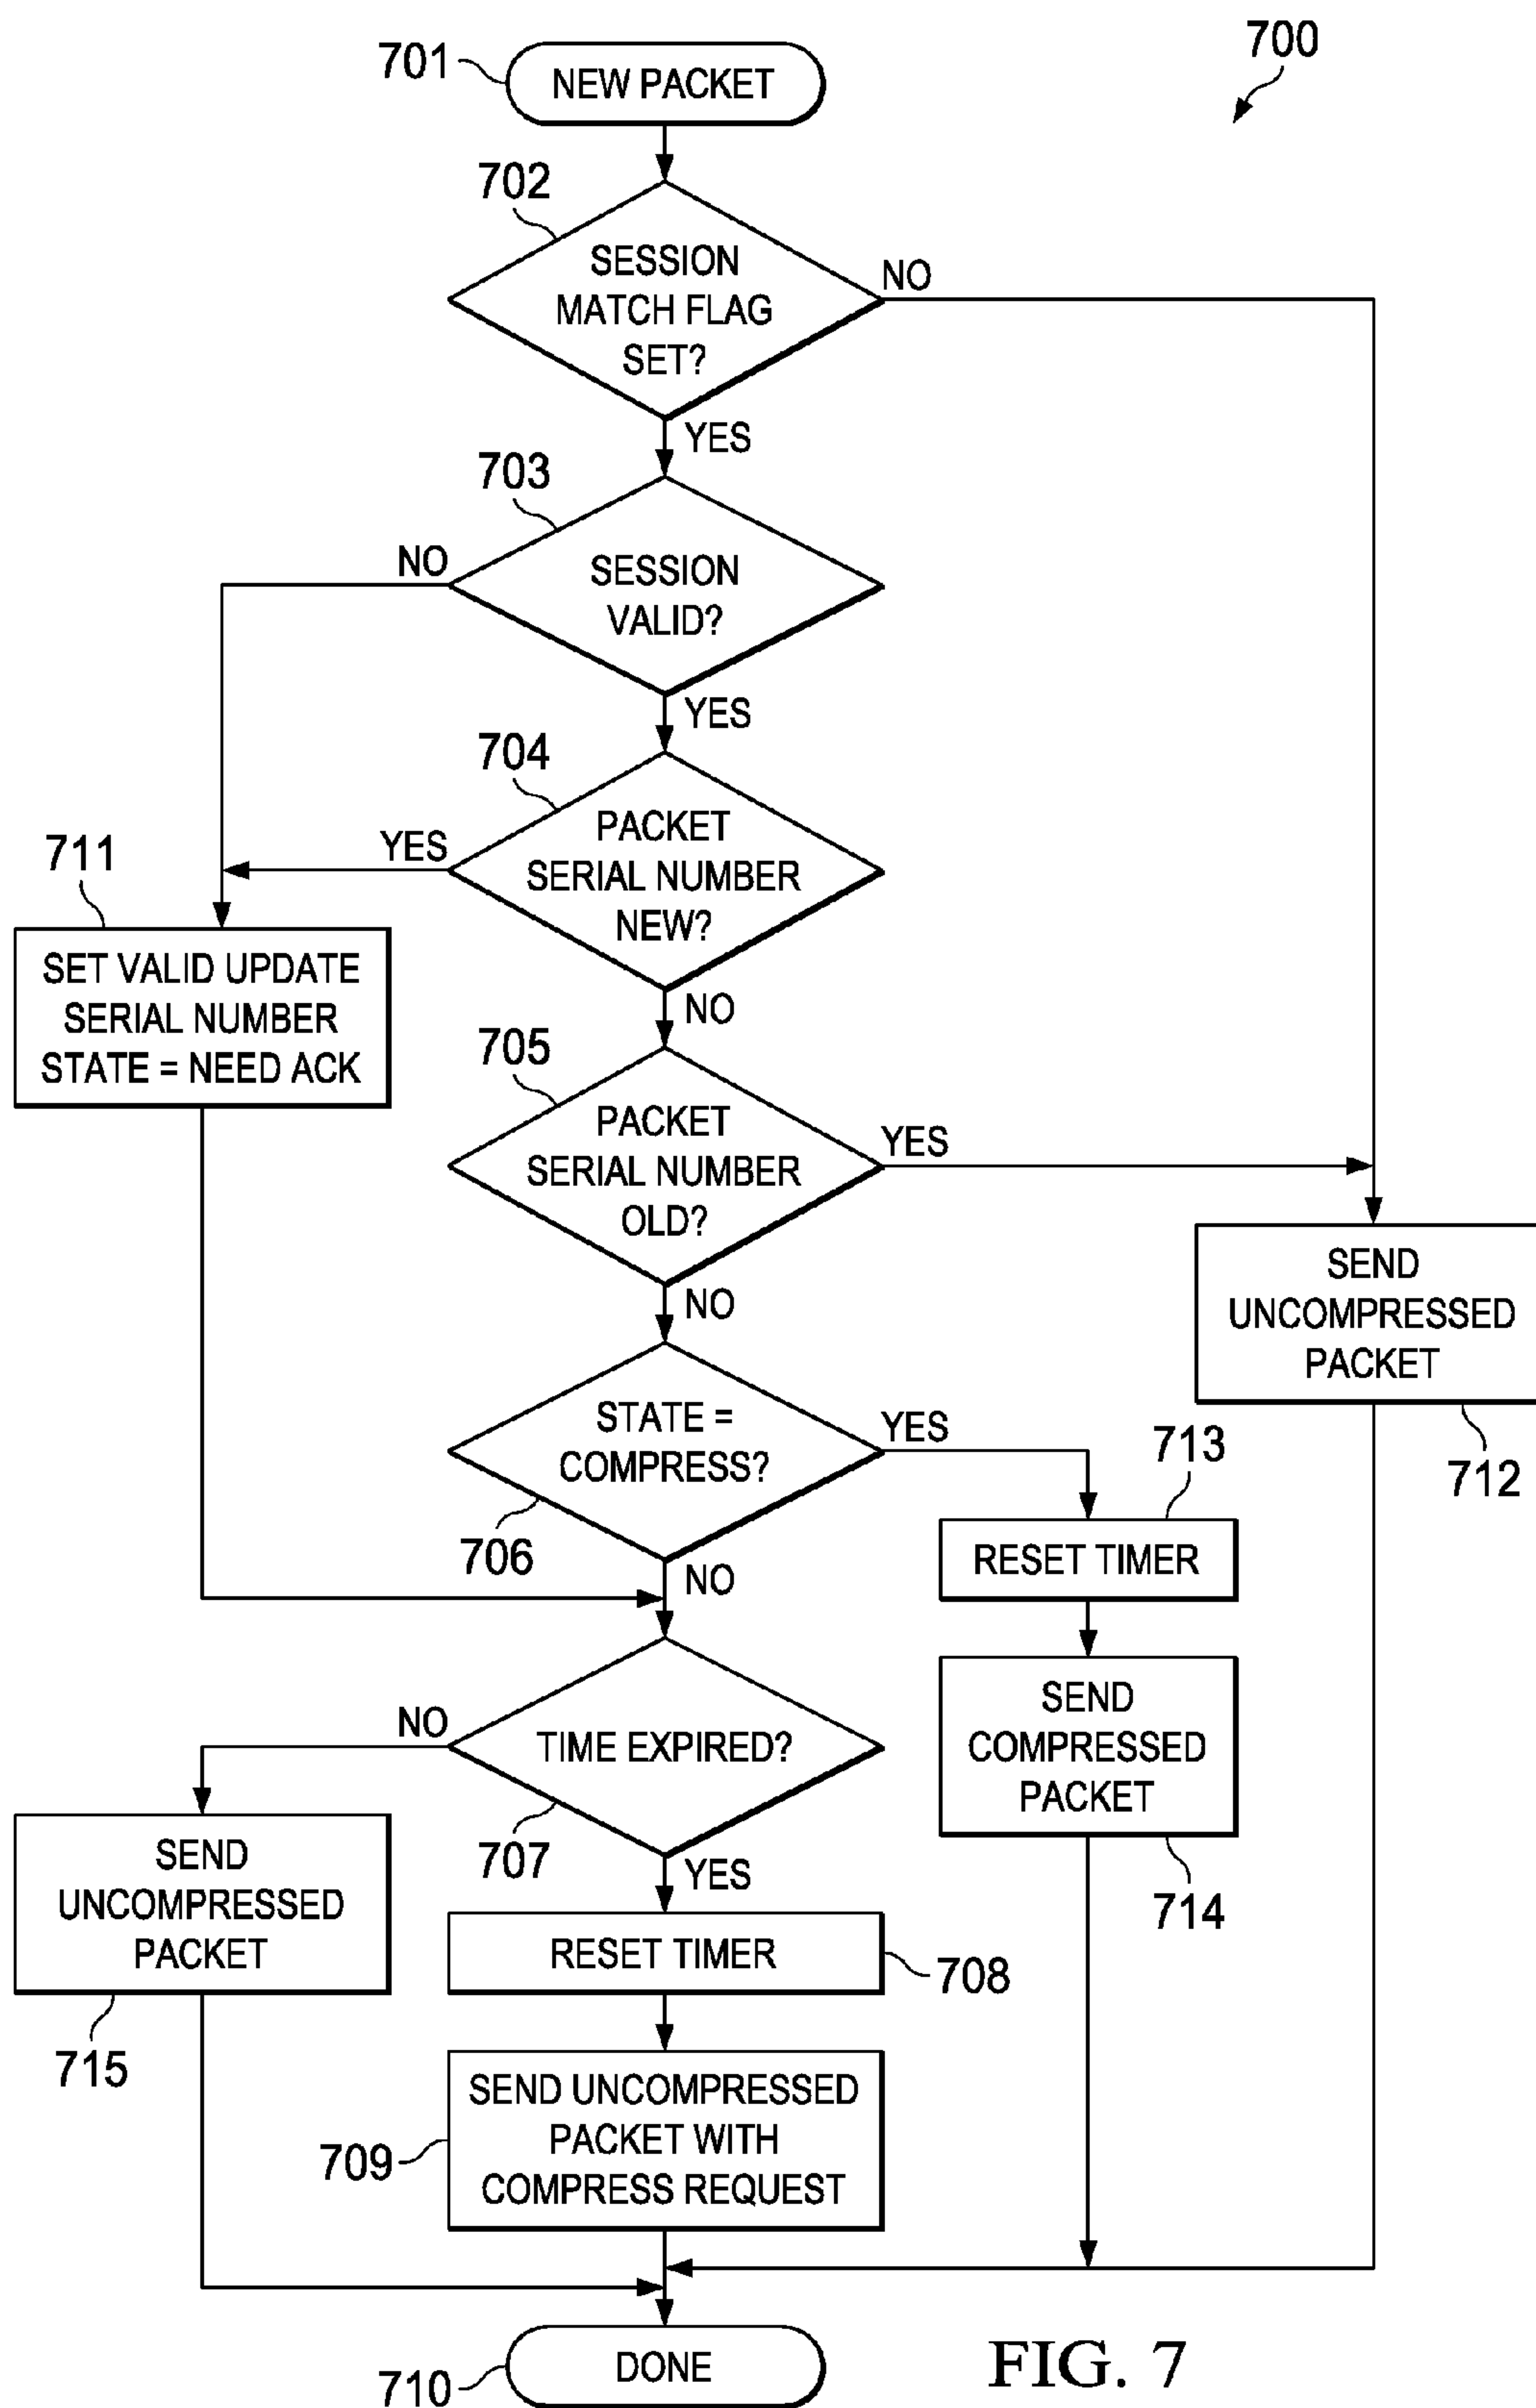 700
701
NEW PACKET
702
SESSION
MATCH FLAG
SET?
NO
YES
703
SESSION
VALID?
NO
YES
704
PACKET
SERIAL NUMBER
NEW?
YES
NO
711
SET VALID UPDATE
SERIAL NUMBER
STATE = NEED ACK
705
PACKET
SERIAL NUMBER
OLD?
YES
NO
SEND
UNCOMPRESSED
PACKET
712
STATE =
COMPRESS?
YES
706
NO
713
RESET TIMER
SEND
COMPRESSED
PACKET
714
TIME EXPIRED?
NO
707
YES
SEND
UNCOMPRESSED
PACKET
715
RESET TIMER
708
SEND UNCOMPRESSED
PACKET WITH
COMPRESS REQUEST
709
DONE
710
FIG. 7